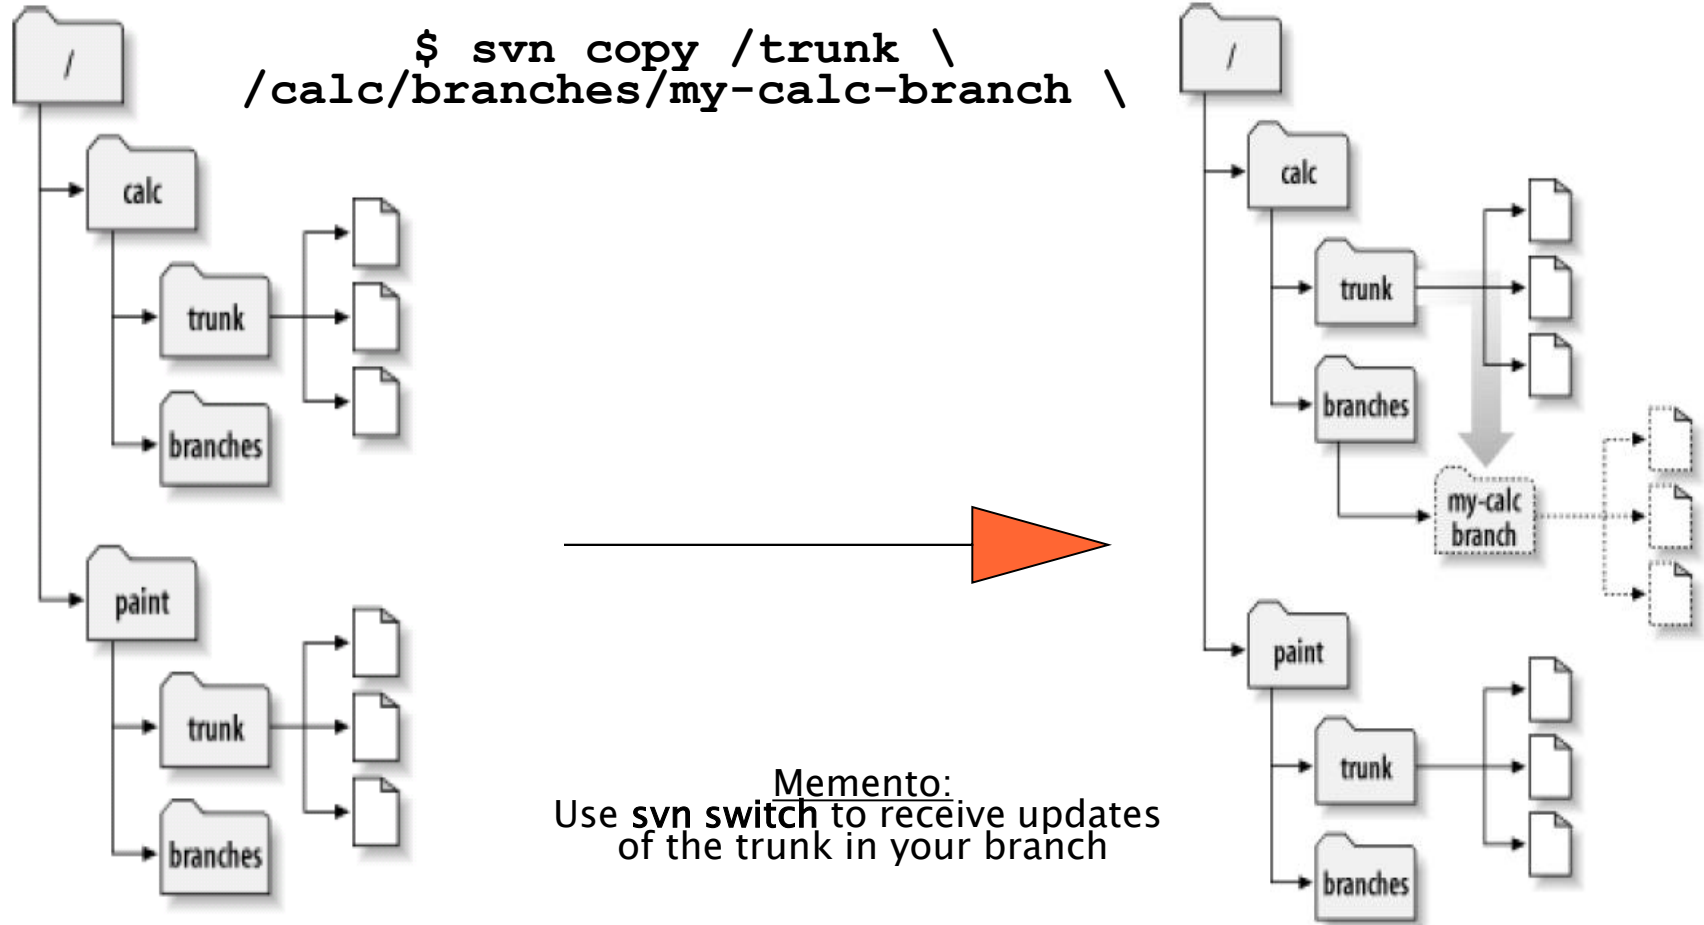 $ svn copy /trunk \
/calc/branches/my-calc-branch \
/
calc
trunk
branches
paint
trunk
branches
/
calc
trunk
branches
my-calc
branch
paint
trunk
branches
Memento:
Use svn switch to receive updates
of the trunk in your branch